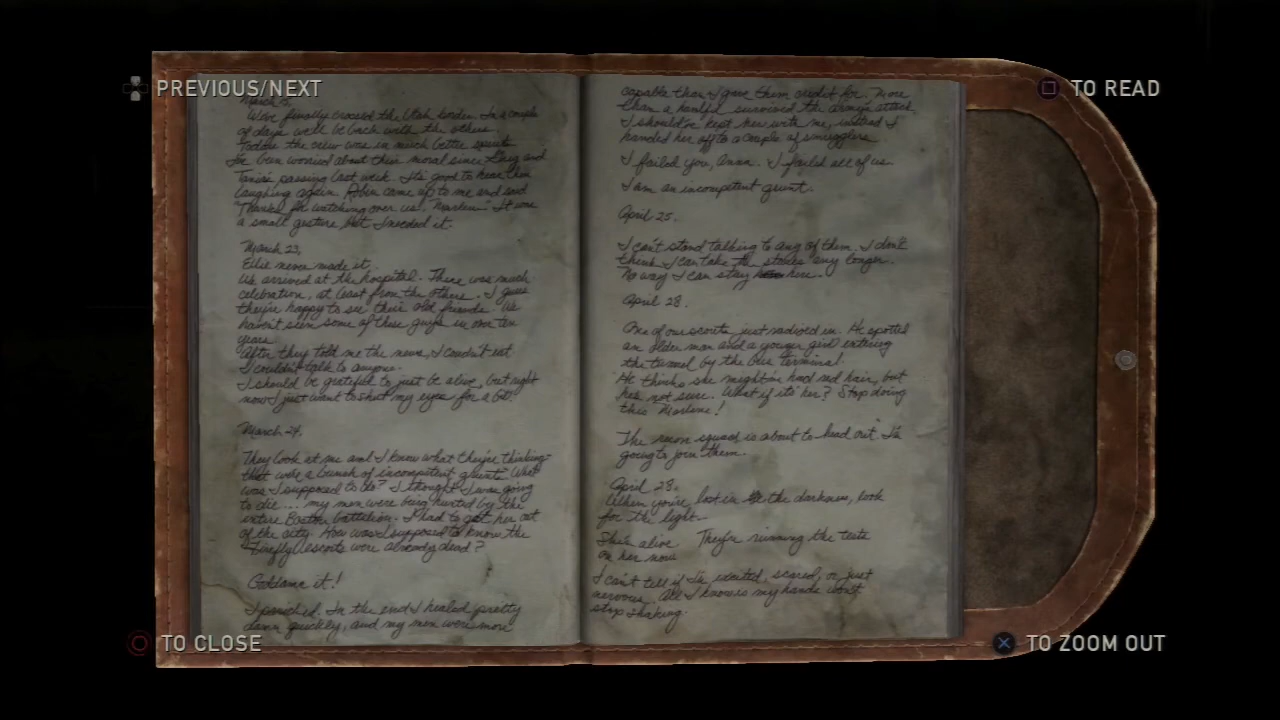 PREVIOUS/NEXT
TO READ
March 15,
We've finally crossed the Utah border. In a couple
of days we'll be back with the others.
Today the crew was in much better spirits.
I've been worried about their moral since Greg and
Tania's passing last week. It's good to hear them
laughing again. came up to me and said
"Thanks for watching over us, Marlene." It was
a small gesture, but I needed it.
March 23,
Ellie never made it.
We arrived at the hospital. There was much
celebration, at least from the others. I guess
they're happy to see their old friends. We
haven't seen some of these guys in over ten
years.
After they told me the news, I couldn't eat
I couldn't talk to anyone.
I should be grateful to just be alive, but right
now I just want to shut my eyes for a bit.
March 24,
They look at me and I know what they're thinking-
that we're a bunch of incompetent grunts. What
was I supposed to do? I thought I was going
to die.... my men were being hunted by the
entire Boston battalion. I had to get her out
of the city. How was I supposed to know the
Firefly escorts were already dead?
Goddamn it!
I panicked. In the end I healed pretty
damn quickly, and my men were more
capable than I gave them credit for. More
than a handful survived the army's attack.
I should've kept her with me, instead I
handed her off to a couple of smugglers.
I failed you, Anna. I failed all of us.
I am an incompetent grunt.
April 25.
I can't stand talking to any of them. I don't
think I can take the stares any longer.
No way I can stay here.
April 28.
One of our scouts just radioed in. He spotted
an older man and a younger girl entering
the tunnel by the bus terminal.
He thinks she might've had red hair, but
he's not sure. What if it's her? Stop doing
this Marlene!
The recon squad is about to head out. I'm
going to join them.
April 28.
When you're lost in the darkness, look
for the light...
She's alive. They're running the tests
on her now.
I can't tell if I'm excited, scared, or just
nervous. All I know is my hands won't
stop shaking.
TO CLOSE
TO ZOOM OUT